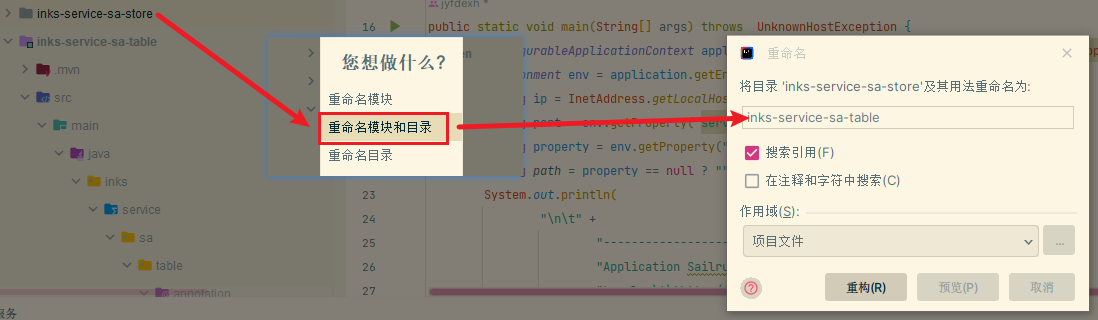 inks-service-sa-store
inks-service-sa-table
.mvn
src
main
java
inks
service
sa
table
annotation
服务
jyfdexh *
16
public static void main(String[] args) throws UnknownHostException {
en
urableApplicationContext appl
onment env = application.getEn
g ip = InetAddress.getLocalHos
env.getProperty(
g property = env.getProperty("
g path = property == null ? ""
23
System.out.println(
24
"\n\t" +
25
26
"Application Sailru
27
您想做什么?
重命名模块
重命名模块和目录
重命名目录
重命名
将目录 'inks-service-sa-store'及其用法重命名为:
inks-service-sa-table
搜索引用(F)
在注释和字符中搜索(C)
作用域(S):
项目文件
...
?
重构(R)
预览(P)
取消